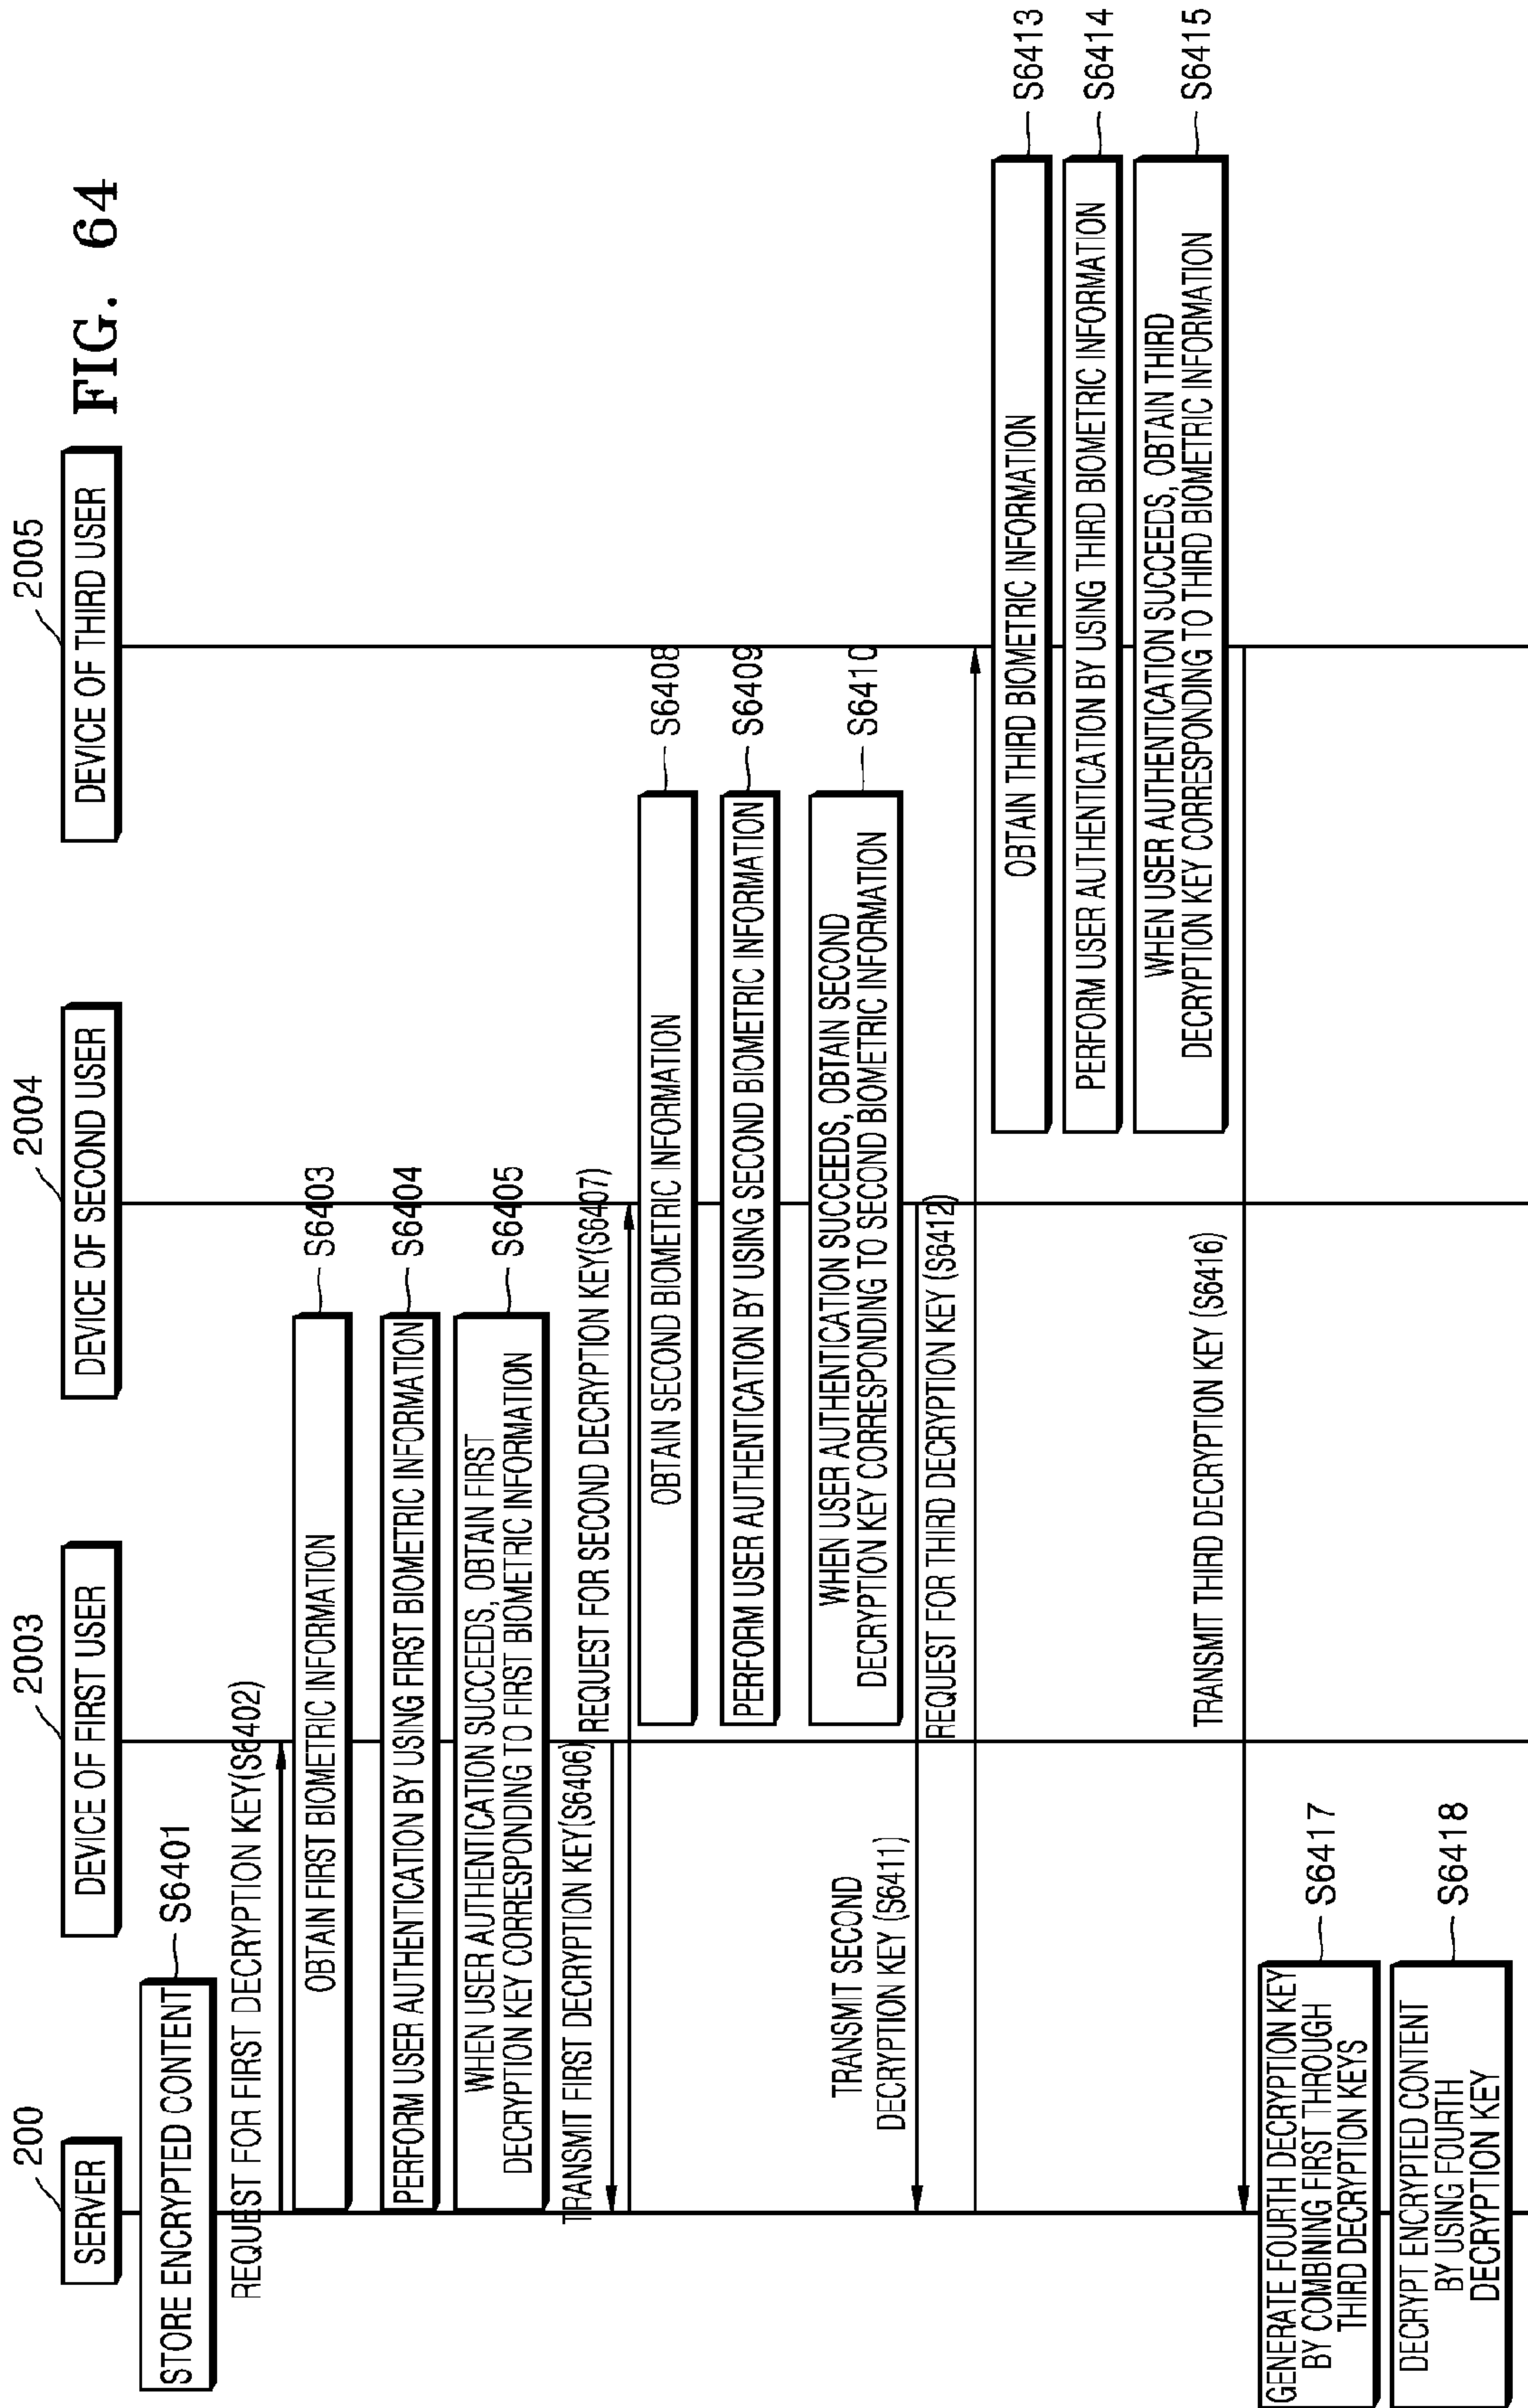 FIG. 64
200
2003
2004
2005
SERVER
DEVICE OF FIRST USER
DEVICE OF SECOND USER
DEVICE OF THIRD USER
STORE ENCRYPTED CONTENT
S6401
REQUEST FOR FIRST DECRYPTION KEY(S6402)
OBTAIN FIRST BIOMETRIC INFORMATION
S6403
PERFORM USER AUTHENTICATION BY USING FIRST BIOMETRIC INFORMATION
S6404
WHEN USER AUTHENTICATION SUCCEEDS, OBTAIN FIRST
DECRYPTION KEY CORRESPONDING TO FIRST BIOMETRIC INFORMATION
S6405
TRANSMIT FIRST DECRYPTION KEY(S6406)
REQUEST FOR SECOND DECRYPTION KEY(S6407)
OBTAIN SECOND BIOMETRIC INFORMATION
S6408
PERFORM USER AUTHENTICATION BY USING SECOND BIOMETRIC INFORMATION
S6409
WHEN USER AUTHENTICATION SUCCEEDS, OBTAIN SECOND
DECRYPTION KEY CORRESPONDING TO SECOND BIOMETRIC INFORMATION
S6410
TRANSMIT SECOND
DECRYPTION KEY (S6411)
REQUEST FOR THIRD DECRYPTION KEY (S6412)
OBTAIN THIRD BIOMETRIC INFORMATION
S6413
PERFORM USER AUTHENTICATION BY USING THIRD BIOMETRIC INFORMATION
S6414
WHEN USER AUTHENTICATION SUCCEEDS, OBTAIN THIRD
DECRYPTION KEY CORRESPONDING TO THIRD BIOMETRIC INFORMATION
S6415
TRANSMIT THIRD DECRYPTION KEY (S6416)
GENERATE FOURTH DECRYPTION KEY
BY COMBINING FIRST THROUGH
THIRD DECRYPTION KEYS
S6417
DECRYPT ENCRYPTED CONTENT
BY USING FOURTH
DECRYPTION KEY
S6418